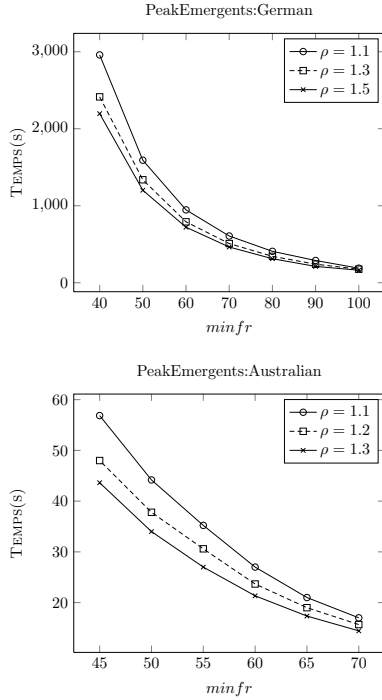 PeakEmergents:German
3,000
2,000
1,000
0
TEMPS(s)
ρ = 1.1
ρ = 1.3
ρ = 1.5
40 50 60 70 80 90 100
minfr
PeakEmergents:Australian
60
50
40
30
20
TEMPS(s)
ρ = 1.1
ρ = 1.2
ρ = 1.3
45 50 55 60 65 70
minfr